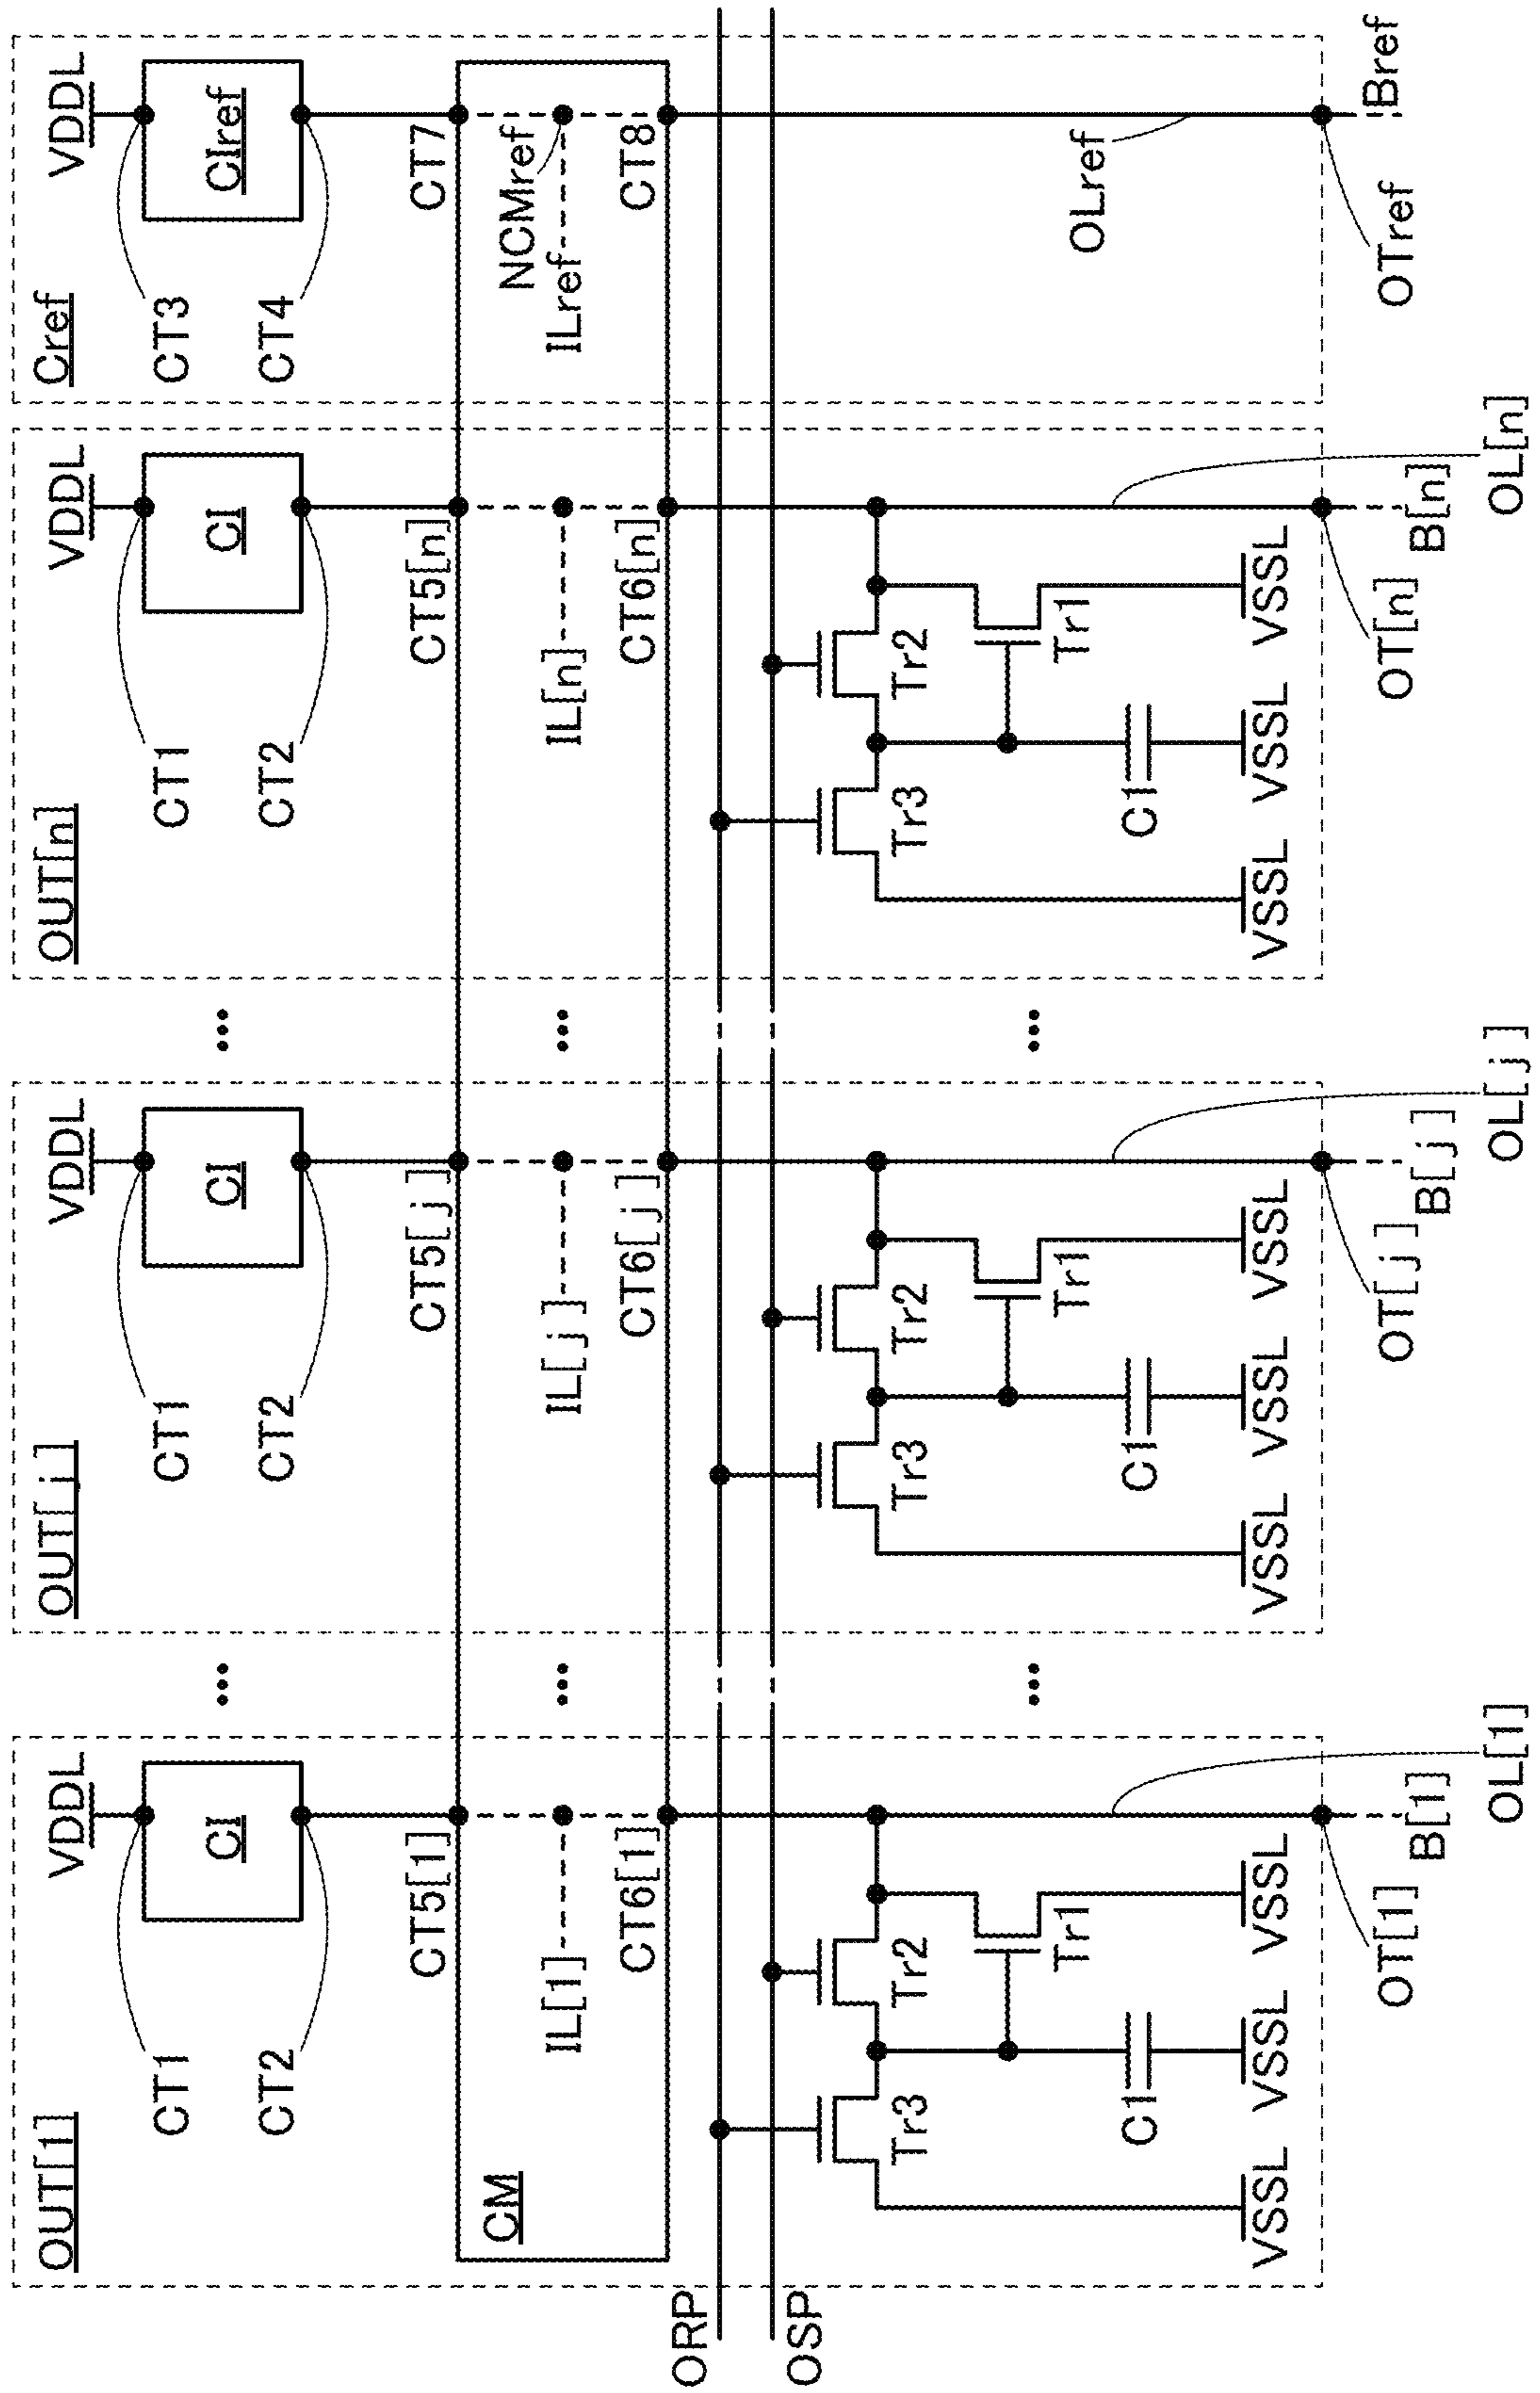 OUT[1]
VDDL
CI
CT1
CT2
CT5[1]
CM
IL[1]
CT6[1]
ORP
OSP
Tr3
Tr2
Tr1
C1
VSSL
VSSL
VSSL
OT[1]
B[1]
OL[1]
OUT[j]
VDDL
CI
CT1
CT2
CT5[j]
IL[j]
CT6[j]
Tr3
Tr2
Tr1
C1
VSSL
VSSL
VSSL
OT[j]
B[j]
OL[j]
OUT[n]
VDDL
CI
CT1
CT2
CT5[n]
IL[n]
CT6[n]
Tr3
Tr2
Tr1
C1
VSSL
VSSL
VSSL
OT[n]
B[n]
OL[n]
Cref
VDDL
CIref
CT3
CT4
CT7
NCMref
ILref
CT8
OLref
OTref
Bref